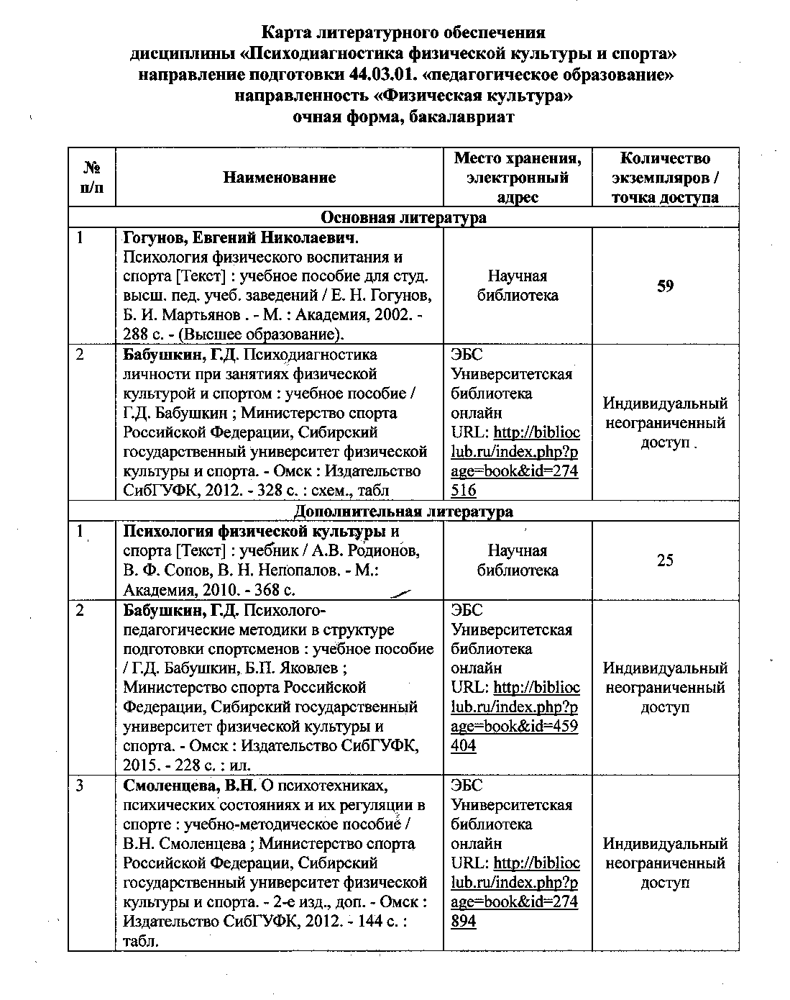 Карта литературного обеспечения
дисциплины «Психодиагностика физической культуры и спорта»
направление подготовки 44.03.01. «педагогическое образование»
направленность «Физическая культура»
очная форма, бакалавриат
№
п/п
Наименование
Место хранения,
электронный
адрес
Количество
экземпляров /
точка доступа
Основная литература
1
Гогунов, Евгений Николаевич.
Психология физического воспитания и
спорта [Текст] : учебное пособие для студ.
высш. пед. учеб. заведений / Е. Н. Гогунов,
Б. И. Мартьянов . - М. : Академия, 2002. -
288 с. - (Высшее образование).
Научная
библиотека
59
2
Бабушкин, Г.Д. Психодиагностика
личности при занятиях физической
культурой и спортом : учебное пособие /
Г.Д. Бабушкин ; Министерство спорта
Российской Федерации, Сибирский
государственный университет физической
культуры и спорта. - Омск : Издательство
СибГУФК, 2012. - 328 с. : схем., табл
ЭБС
Университетская
библиотека
онлайн
URL: http://biblioc
lub.ru/index.php?p
age=book&id=274
516
Индивидуальный
неограниченный
доступ .
Дополнительная литература
1
Психология физической культуры и
спорта [Текст] : учебник / А.В. Родионов,
В. Ф. Сопов, В. Н. Непопалов. - М.:
Академия, 2010. - 368 с.
Научная
библиотека
25
2
Бабушкин, Г.Д. Психолого-
педагогические методики в структуре
подготовки спортсменов : учебное пособие
/ Г.Д. Бабушкин, Б.П. Яковлев ;
Министерство спорта Российской
Федерации, Сибирский государственный
университет физической культуры и
спорта. - Омск : Издательство СибГУФК,
2015. - 228 с. : ил.
ЭБС
Университетская
библиотека
онлайн
URL: http://biblioc
lub.ru/index.php?p
age=book&id=459
404
Индивидуальный
неограниченный
доступ
3
Смоленцева, В.Н. О психотехниках,
психических состояниях и их регуляции в
спорте : учебно-методическое пособие /
В.Н. Смоленцева ; Министерство спорта
Российской Федерации, Сибирский
государственный университет физической
культуры и спорта. - 2-е изд., доп. - Омск :
Издательство СибГУФК, 2012. - 144 с. :
табл.
ЭБС
Университетская
библиотека
онлайн
URL: http://biblioc
lub.ru/index.php?p
age=book&id=274
894
Индивидуальный
неограниченный
доступ